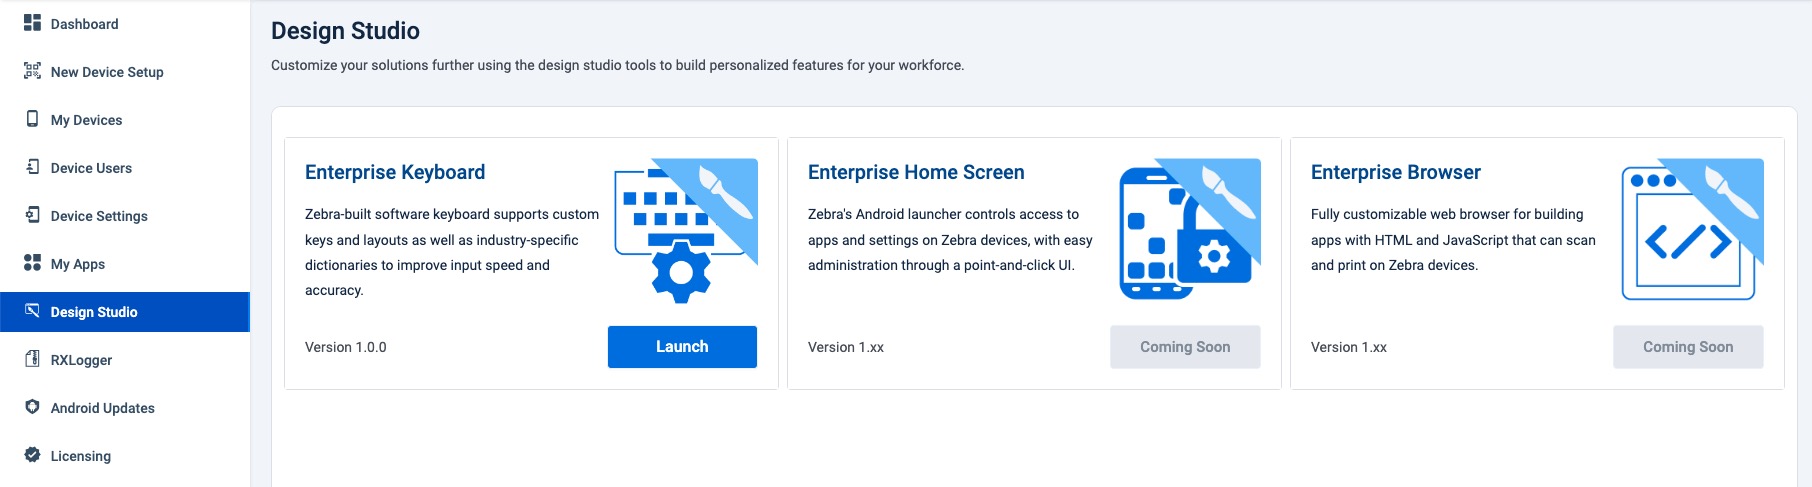 Dashboard
New Device Setup
My Devices
Device Users
Device Settings
My Apps
Design Studio
RXLogger
Android Updates
Licensing
Design Studio
Customize your solutions further using the design studio tools to build personalized features for your workforce.
Enterprise Keyboard
Zebra-built software keyboard supports custom
keys and layouts as well as industry-specific
dictionaries to improve input speed and
accuracy.
Version 1.0.0
Launch
Enterprise Home Screen
Zebra's Android launcher controls access to
apps and settings on Zebra devices, with easy
administration through a point-and-click UI.
Version 1.xx
Coming Soon
Enterprise Browser
Fully customizable web browser for building
apps with HTML and JavaScript that can scan
and print on Zebra devices.
Version 1.xx
Coming Soon